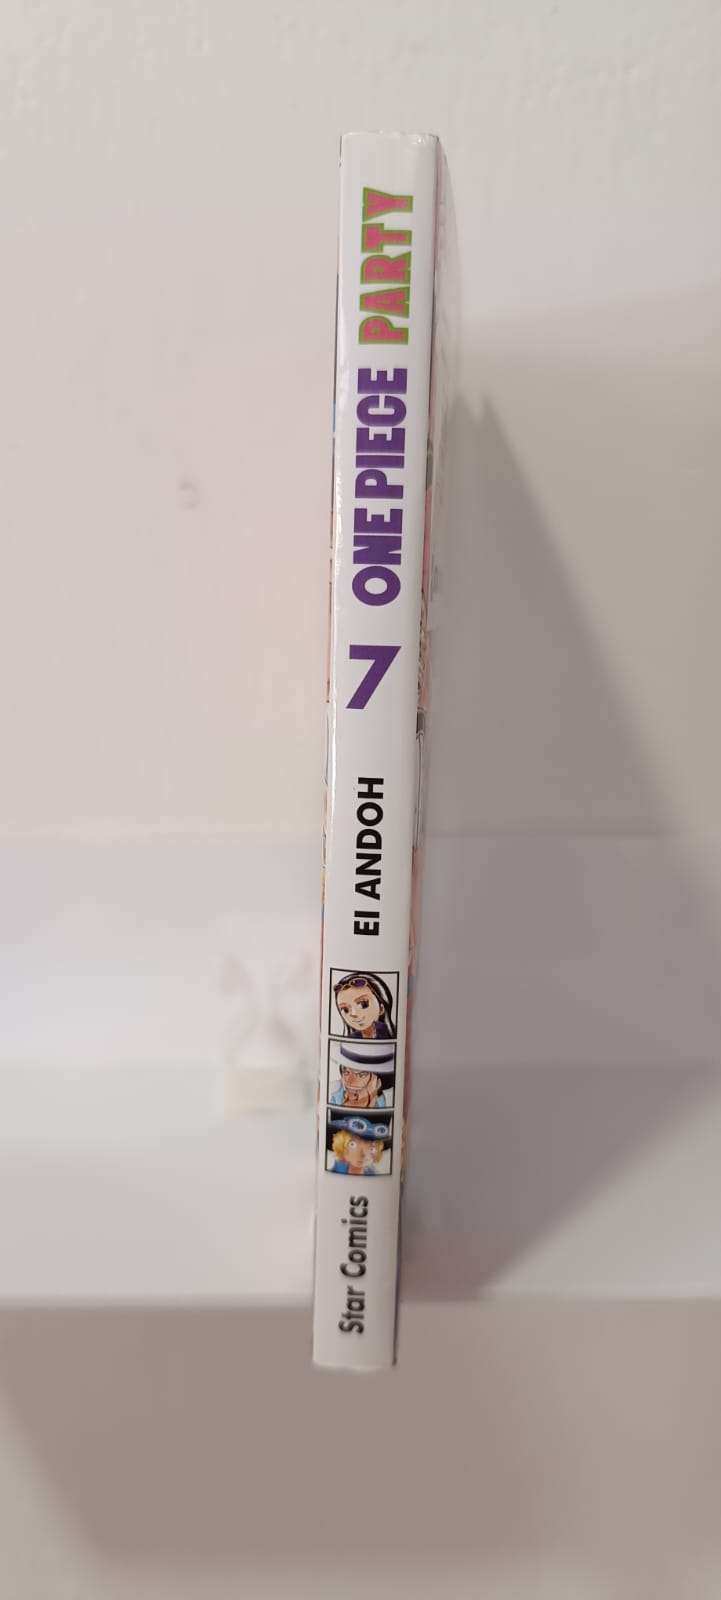 ONE PIECE PARTY
7
EI ANDOH
Star Comics